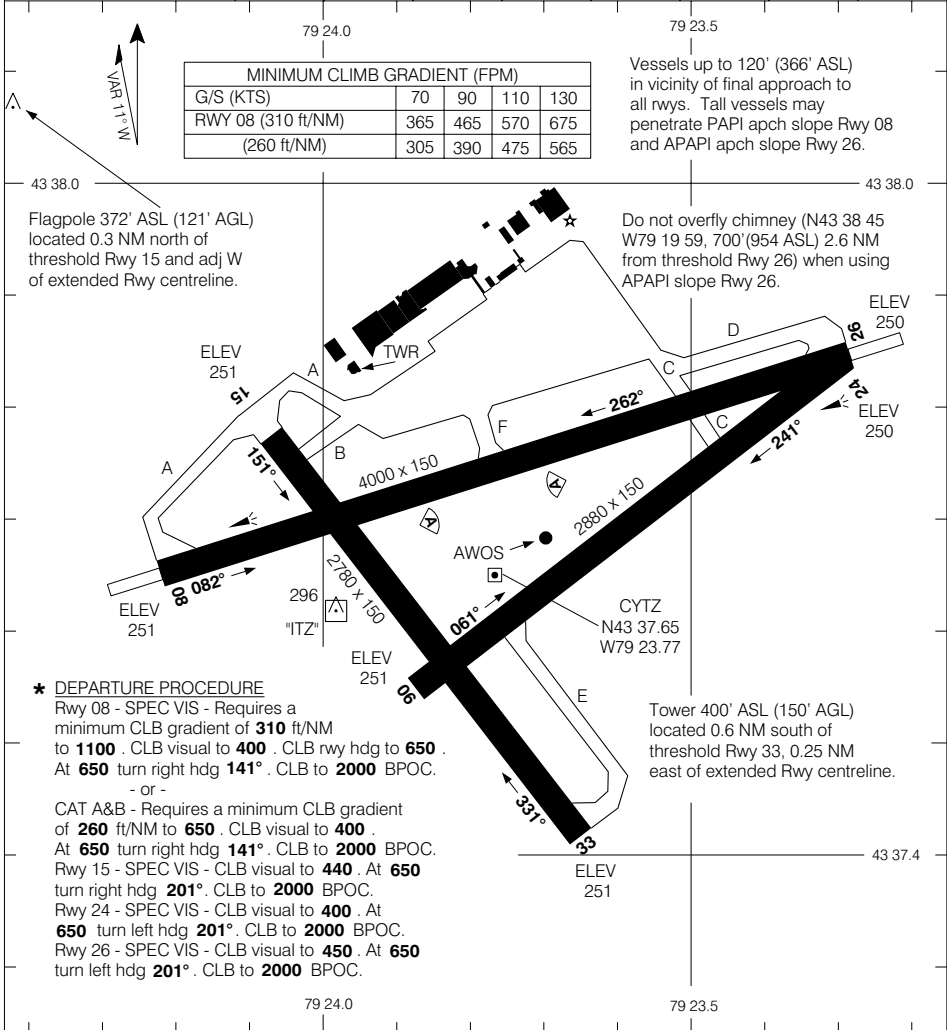 79 24.0
79 23.5
VAR 11° W
MINIMUM CLIMB GRADIENT (FPM)
G/S (KTS) 70 90 110 130
RWY 08 (310 ft/NM) 365 465 570 675
(260 ft/NM) 305 390 475 565
Vessels up to 120' (366' ASL)
in vicinity of final approach to
all rwys. Tall vessels may
penetrate PAPI apch slope Rwy 08
and APAPI apch slope Rwy 26.
43 38.0
43 38.0
Flagpole 372' ASL (121' AGL)
located 0.3 NM north of
threshold Rwy 15 and adj W
of extended Rwy centreline.
Do not overfly chimney (N43 38 45
W79 19 59, 700'(954 ASL) 2.6 NM
from threshold Rwy 26) when using
APAPI slope Rwy 26.
ELEV
250
26
D
ELEV
251
15
A
TWR
C
24
ELEV
250
262°
F
C
241°
B
A
151°
4000 x 150
2880 x 150
A
A
AWOS
082°
08
ELEV
251
2780 x 150
296
"ITZ"
061°
CYTZ
N43 37.65
W79 23.77
ELEV
251
06
E
Tower 400' ASL (150' AGL)
located 0.6 NM south of
threshold Rwy 33, 0.25 NM
east of extended Rwy centreline.
331°
33
ELEV
251
43 37.4
* DEPARTURE PROCEDURE
Rwy 08 - SPEC VIS - Requires a
minimum CLB gradient of 310 ft/NM
to 1100 . CLB visual to 400 . CLB rwy hdg to 650 .
At 650 turn right hdg 141° . CLB to 2000 BPOC.
- or -
CAT A&B - Requires a minimum CLB gradient
of 260 ft/NM to 650 . CLB visual to 400 .
At 650 turn right hdg 141° . CLB to 2000 BPOC.
Rwy 15 - SPEC VIS - CLB visual to 440 . At 650
turn right hdg 201° . CLB to 2000 BPOC.
Rwy 24 - SPEC VIS - CLB visual to 400 . At
650 turn left hdg 201° . CLB to 2000 BPOC.
Rwy 26 - SPEC VIS - CLB visual to 450 . At 650
turn left hdg 201° . CLB to 2000 BPOC.
79 24.0
79 23.5